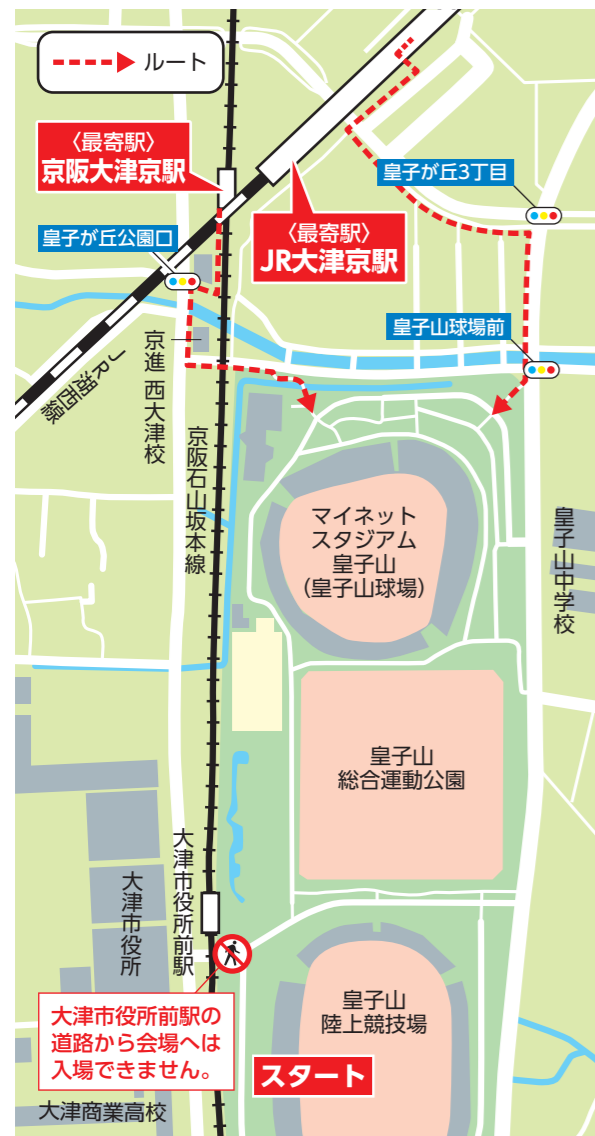 ルート
〈最寄駅〉
京阪大津京駅
皇子が丘3丁目
皇子が丘公園口
〈最寄駅〉
JR大津京駅
皇子山球場前
京進 西大津校
JR湖西線
京阪石山坂本線
マイネット
スタジアム
皇子山
（皇子山球場）
皇子山中学校
皇子山
総合運動公園
大津市役所前駅
大津市役所
皇子山
陸上競技場
大津市役所前駅の
道路から会場へは
入場できません。
スタート
大津商業高校